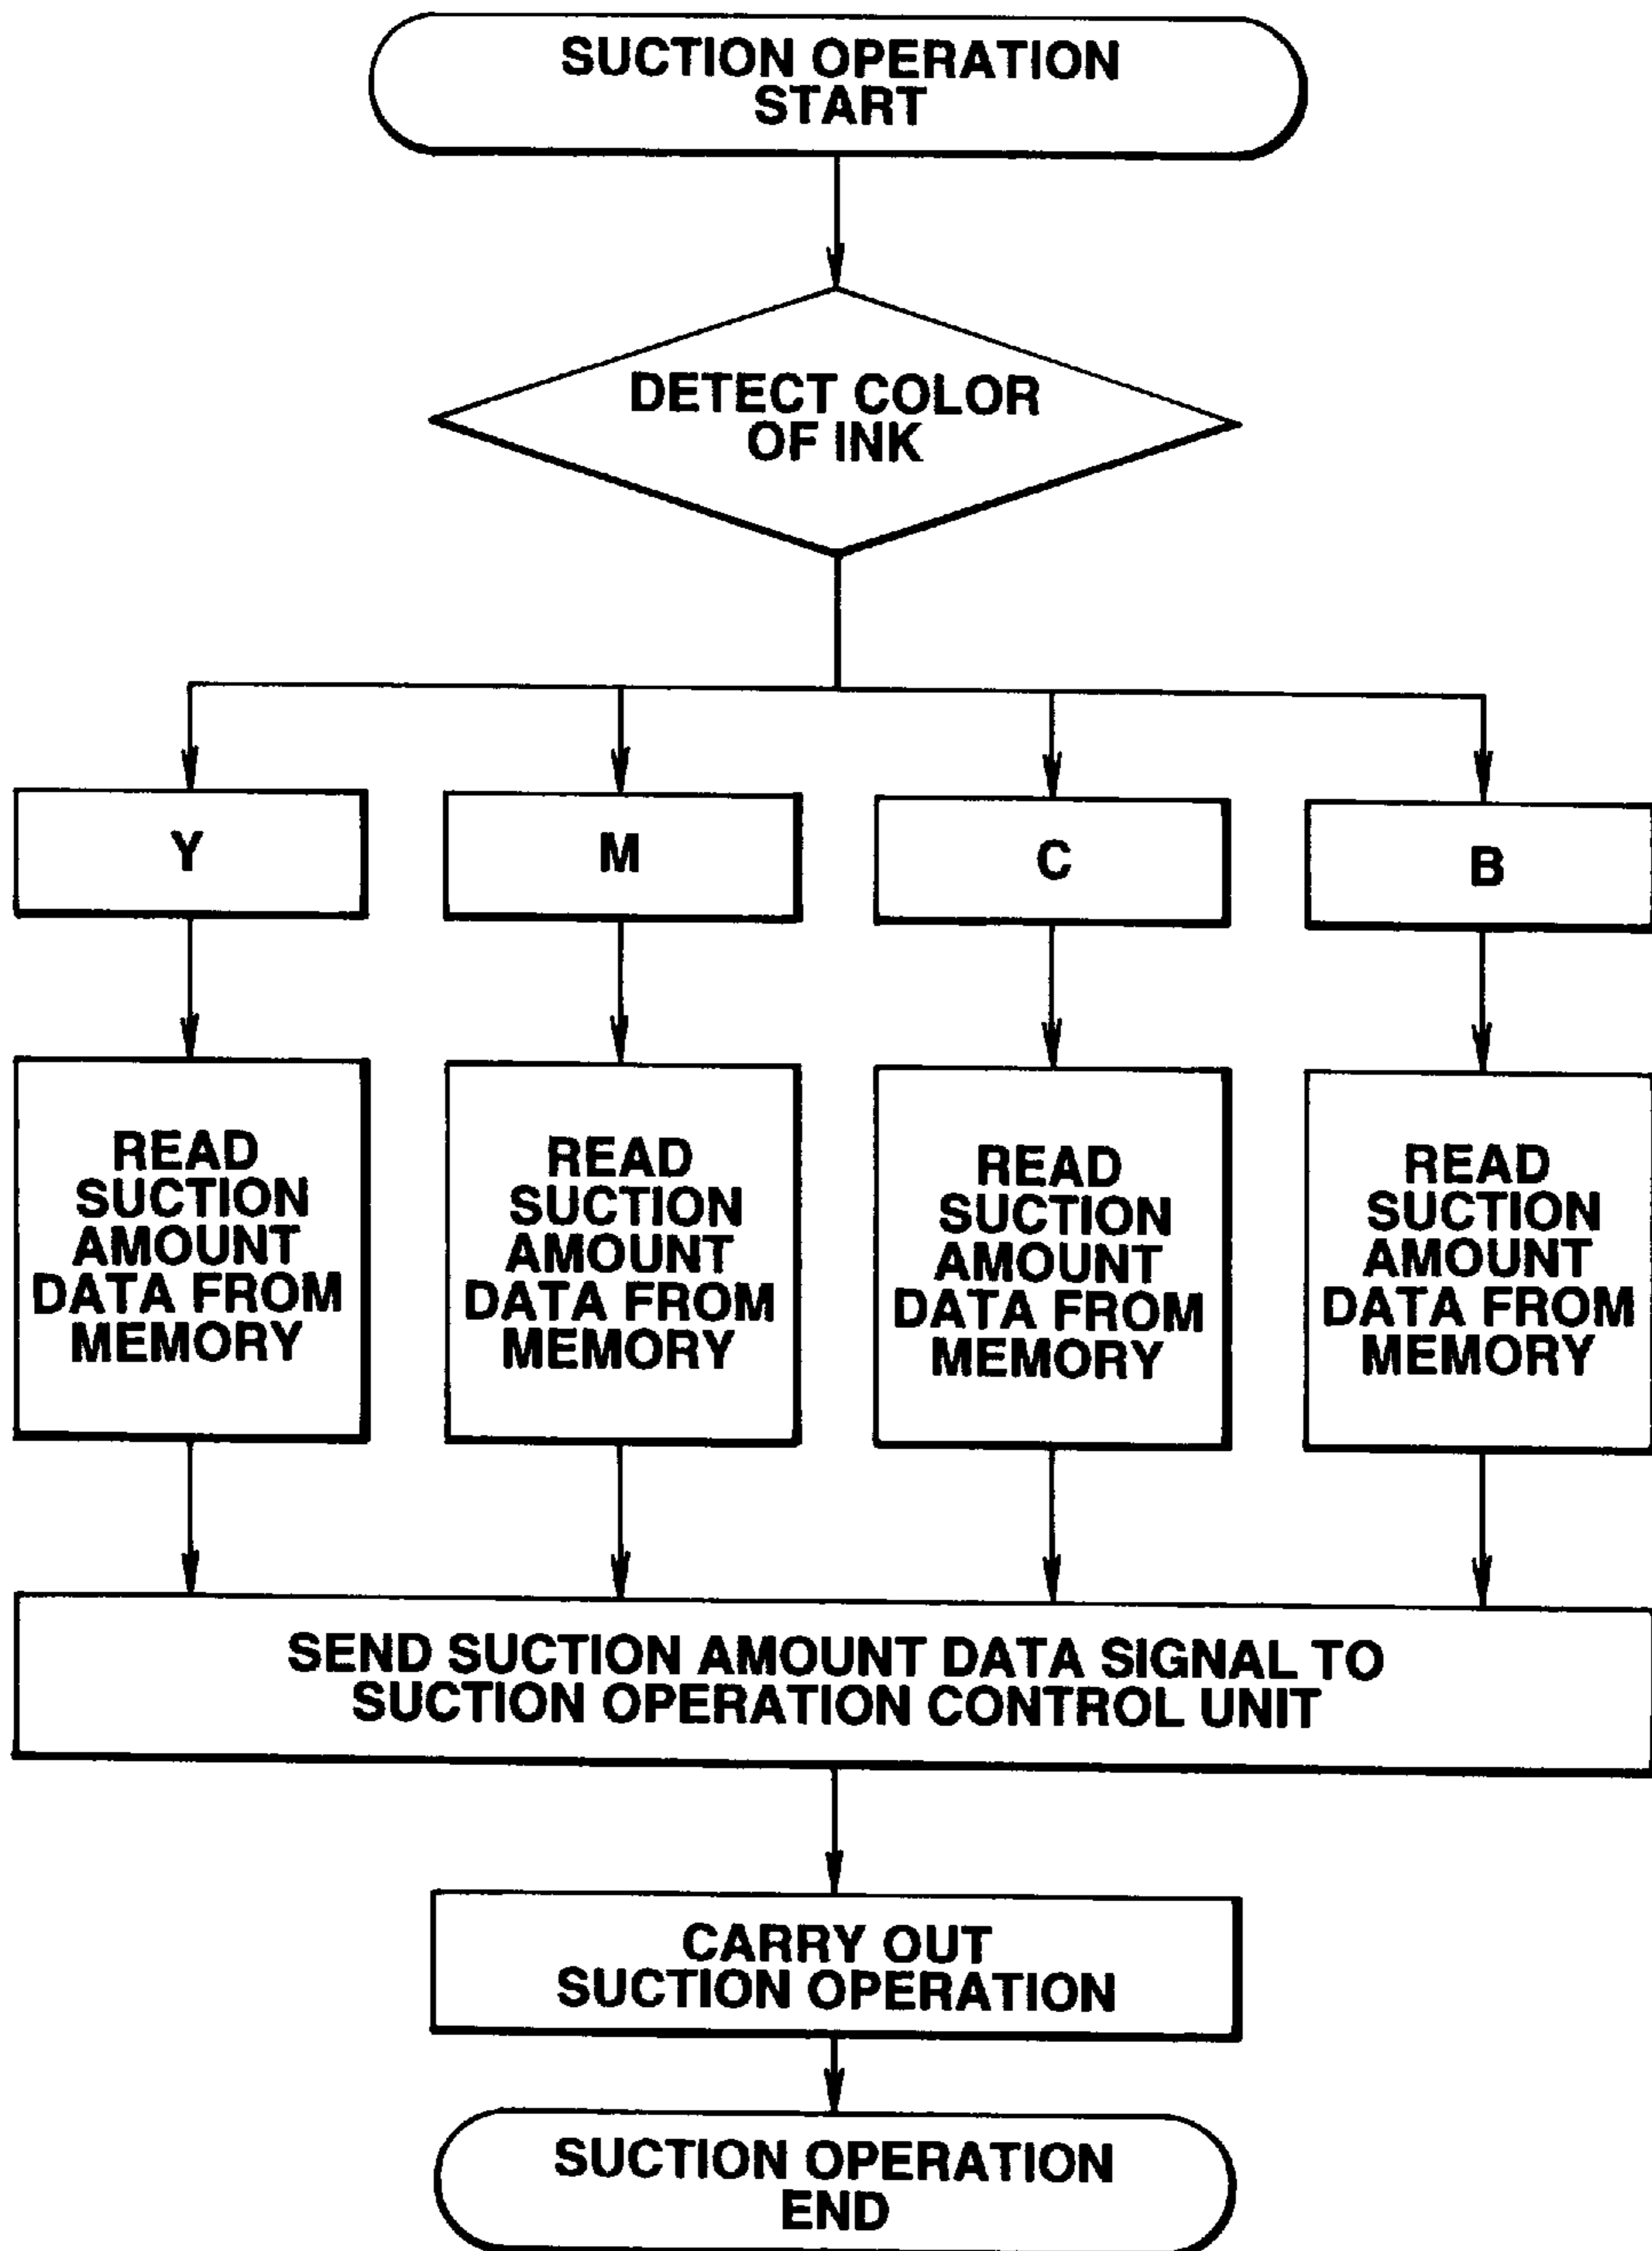 SUCTION OPERATION
START
DETECT COLOR
OF INK
Y
M
C
B
READ
SUCTION
AMOUNT
DATA FROM
MEMORY
READ
SUCTION
AMOUNT
DATA FROM
MEMORY
READ
SUCTION
AMOUNT
DATA FROM
MEMORY
READ
SUCTION
AMOUNT
DATA FROM
MEMORY
SEND SUCTION AMOUNT DATA SIGNAL TO
SUCTION OPERATION CONTROL UNIT
CARRY OUT
SUCTION OPERATION
SUCTION OPERATION
END